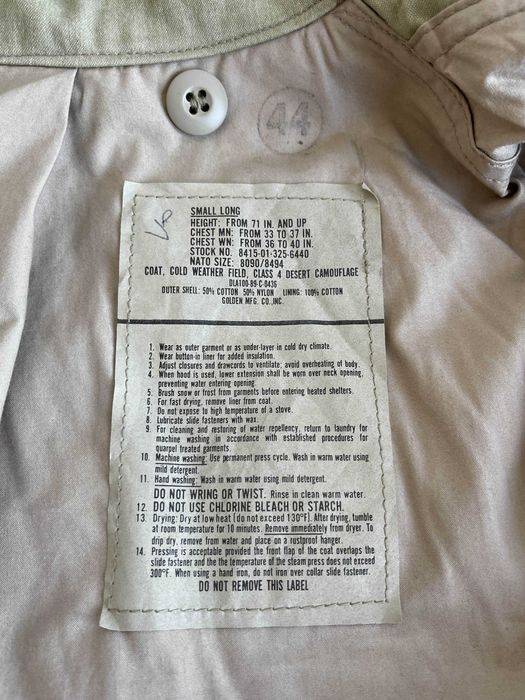 44
SMALL LONG
HEIGHT: FROM 71 IN. AND UP
CHEST MN: FROM 33 TO 37 IN.
CHEST WN: FROM 36 TO 40 IN.
STOCK NO. 8415-01-325-6440
NATO SIZE: 8090/8494
COAT, COLD WEATHER FIELD, CLASS 4 DESERT CAMOUFLAGE
DLA100-89-C-0436
OUTER SHELL: 50% COTTON 50% NYLON LINING: 100% COTTON
GOLDEN MFG. CO.,INC.
1. Wear as outer garment or as under-layer in cold dry climate.
2. Wear button-in liner for added insulation.
3. Adjust closures and drawcords to ventilate; avoid overheating of body.
4. When hood is used, lower extension shall be worn over neck opening,
preventing water entering opening.
5. Brush snow or frost from garments before entering heated shelters.
6. For fast drying, remove liner from coat.
7. Do not expose to high temperature of a stove.
8. Lubricate slide fasteners with wax.
9. For cleaning and restoring of water repellency, return to laundry for
machine washing in accordance with established procedures for
quarpel treated garments.
10. Machine washing: Use permanent press cycle. Wash in warm water using
mild detergent.
11. Hand washing: Wash in warm water using mild detergent.
DO NOT WRING OR TWIST. Rinse in clean warm water.
12. DO NOT USE CHLORINE BLEACH OR STARCH.
13. Drying: Dry at low heat (do not exceed 130°F). After drying, tumble
at room temperature for 10 minutes. Remove immediately from dryer. To
drip dry, remove from water and place on a rustproof hanger.
14. Pressing is acceptable provided the front flap of the coat overlaps the
slide fastener and the the temperature of the steam press does not exceed
300°F. When using a hand iron, do not iron over collar slide fastener.
DO NOT REMOVE THIS LABEL